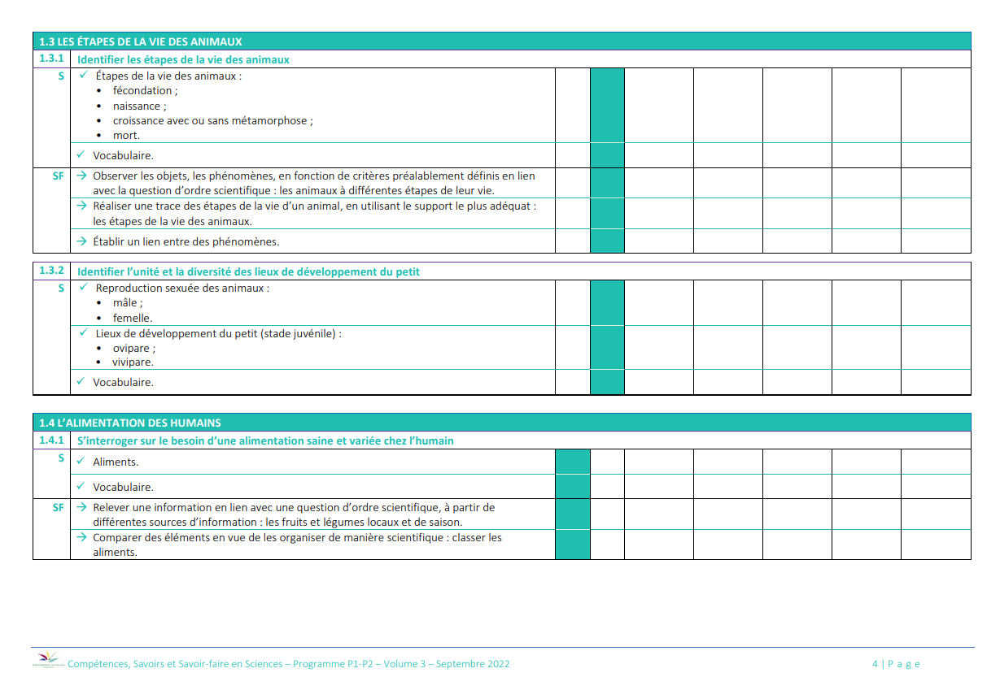 1.3 LES ÉTAPES DE LA VIE DES ANIMAUX
1.3.1 Identifier les étapes de la vie des animaux
S ✓ Étapes de la vie des animaux :
• fécondation ;
• naissance ;
• croissance avec ou sans métamorphose ;
• mort.
✓ Vocabulaire.
SF → Observer les objets, les phénomènes, en fonction de critères préalablement définis en lien
avec la question d’ordre scientifique : les animaux à différentes étapes de leur vie.
→ Réaliser une trace des étapes de la vie d’un animal, en utilisant le support le plus adéquat :
les étapes de la vie des animaux.
→ Établir un lien entre des phénomènes.
1.3.2 Identifier l’unité et la diversité des lieux de développement du petit
S ✓ Reproduction sexuée des animaux :
• mâle ;
• femelle.
✓ Lieux de développement du petit (stade juvénile) :
• ovipare ;
• vivipare.
✓ Vocabulaire.
1.4 L’ALIMENTATION DES HUMAINS
1.4.1 S’interroger sur le besoin d’une alimentation saine et variée chez l’humain
S ✓ Aliments.
✓ Vocabulaire.
SF → Relever une information en lien avec une question d’ordre scientifique, à partir de
différentes sources d’information : les fruits et légumes locaux et de saison.
→ Comparer des éléments en vue de les organiser de manière scientifique : classer les
aliments.
Compétences, Savoirs et Savoir-faire en Sciences – Programme P1-P2 – Volume 3 – Septembre 2022
4 | P a g e